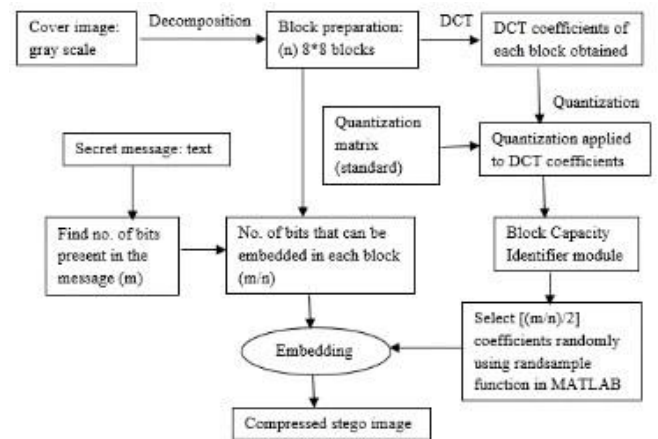 Cover image:
gray scale
Decomposition
Block preparation:
(n) 8*8 blocks
DCT
DCT coefficients of
each block obtained
Quantization
Quantization
matrix
(standard)
Quantization applied
to DCT coefficients
Secret message: text
Find no. of bits
present in the
message (m)
No. of bits that can be
embedded in each block
(m/n)
Block Capacity
Identifier module
Select [(m/n)/2]
coefficients randomly
using randsample
function in MATLAB
Embedding
Compressed stego image